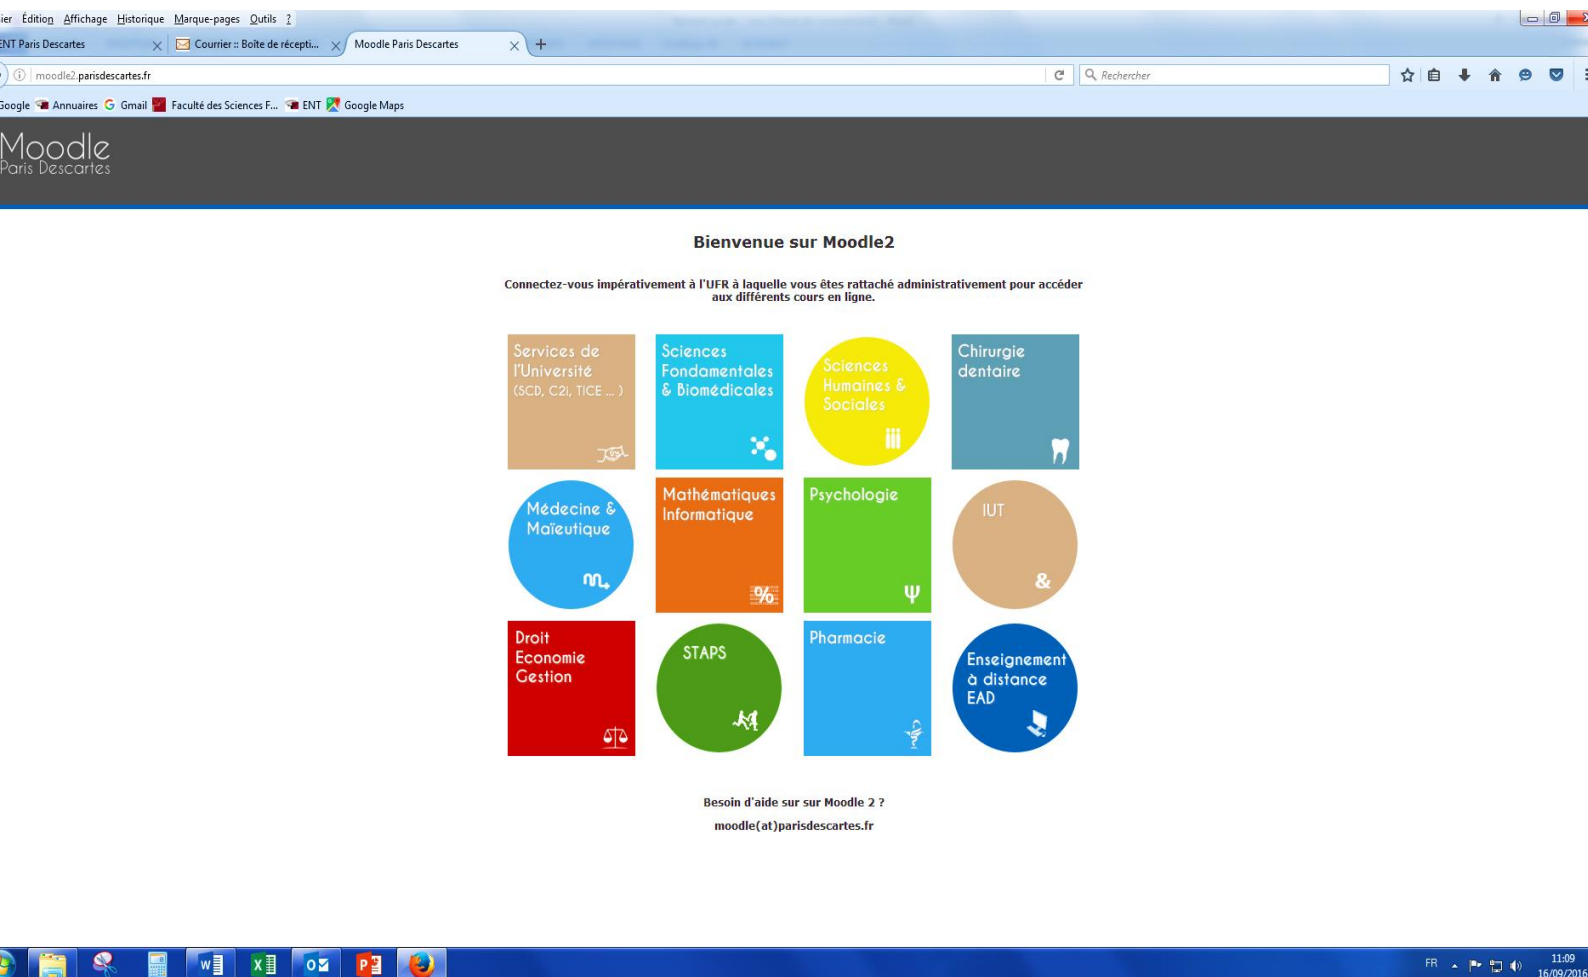 ier Édition Affichage Historique Marque-pages Outils ?
ENT Paris Descartes Courrier :: Boîte de récepti... Moodle Paris Descartes
moodle2.parisdescartes.fr Rechercher
Google Annuaires Gmail Faculté des Sciences F... ENT Google Maps
Moodle
Paris Descartes
Bienvenue sur Moodle2
Connectez-vous impérativement à l'UFR à laquelle vous êtes rattaché administrativement pour accéder
aux différents cours en ligne.
Services de
l'Université
(SCD, C2i, TICE ... )
Sciences
Fondamentales
& Biomédicales
Sciences
Humaines &
Sociales
Chirurgie
dentaire
Médecine &
Maïeutique
Mathématiques
Informatique
%
Psychologie
Ψ
IUT
&
Droit
Economie
Gestion
STAPS
Pharmacie
Enseignement
à distance
EAD
Besoin d'aide sur sur Moodle 2 ?
moodle(at)parisdescartes.fr
FR
11:09
16/09/2016